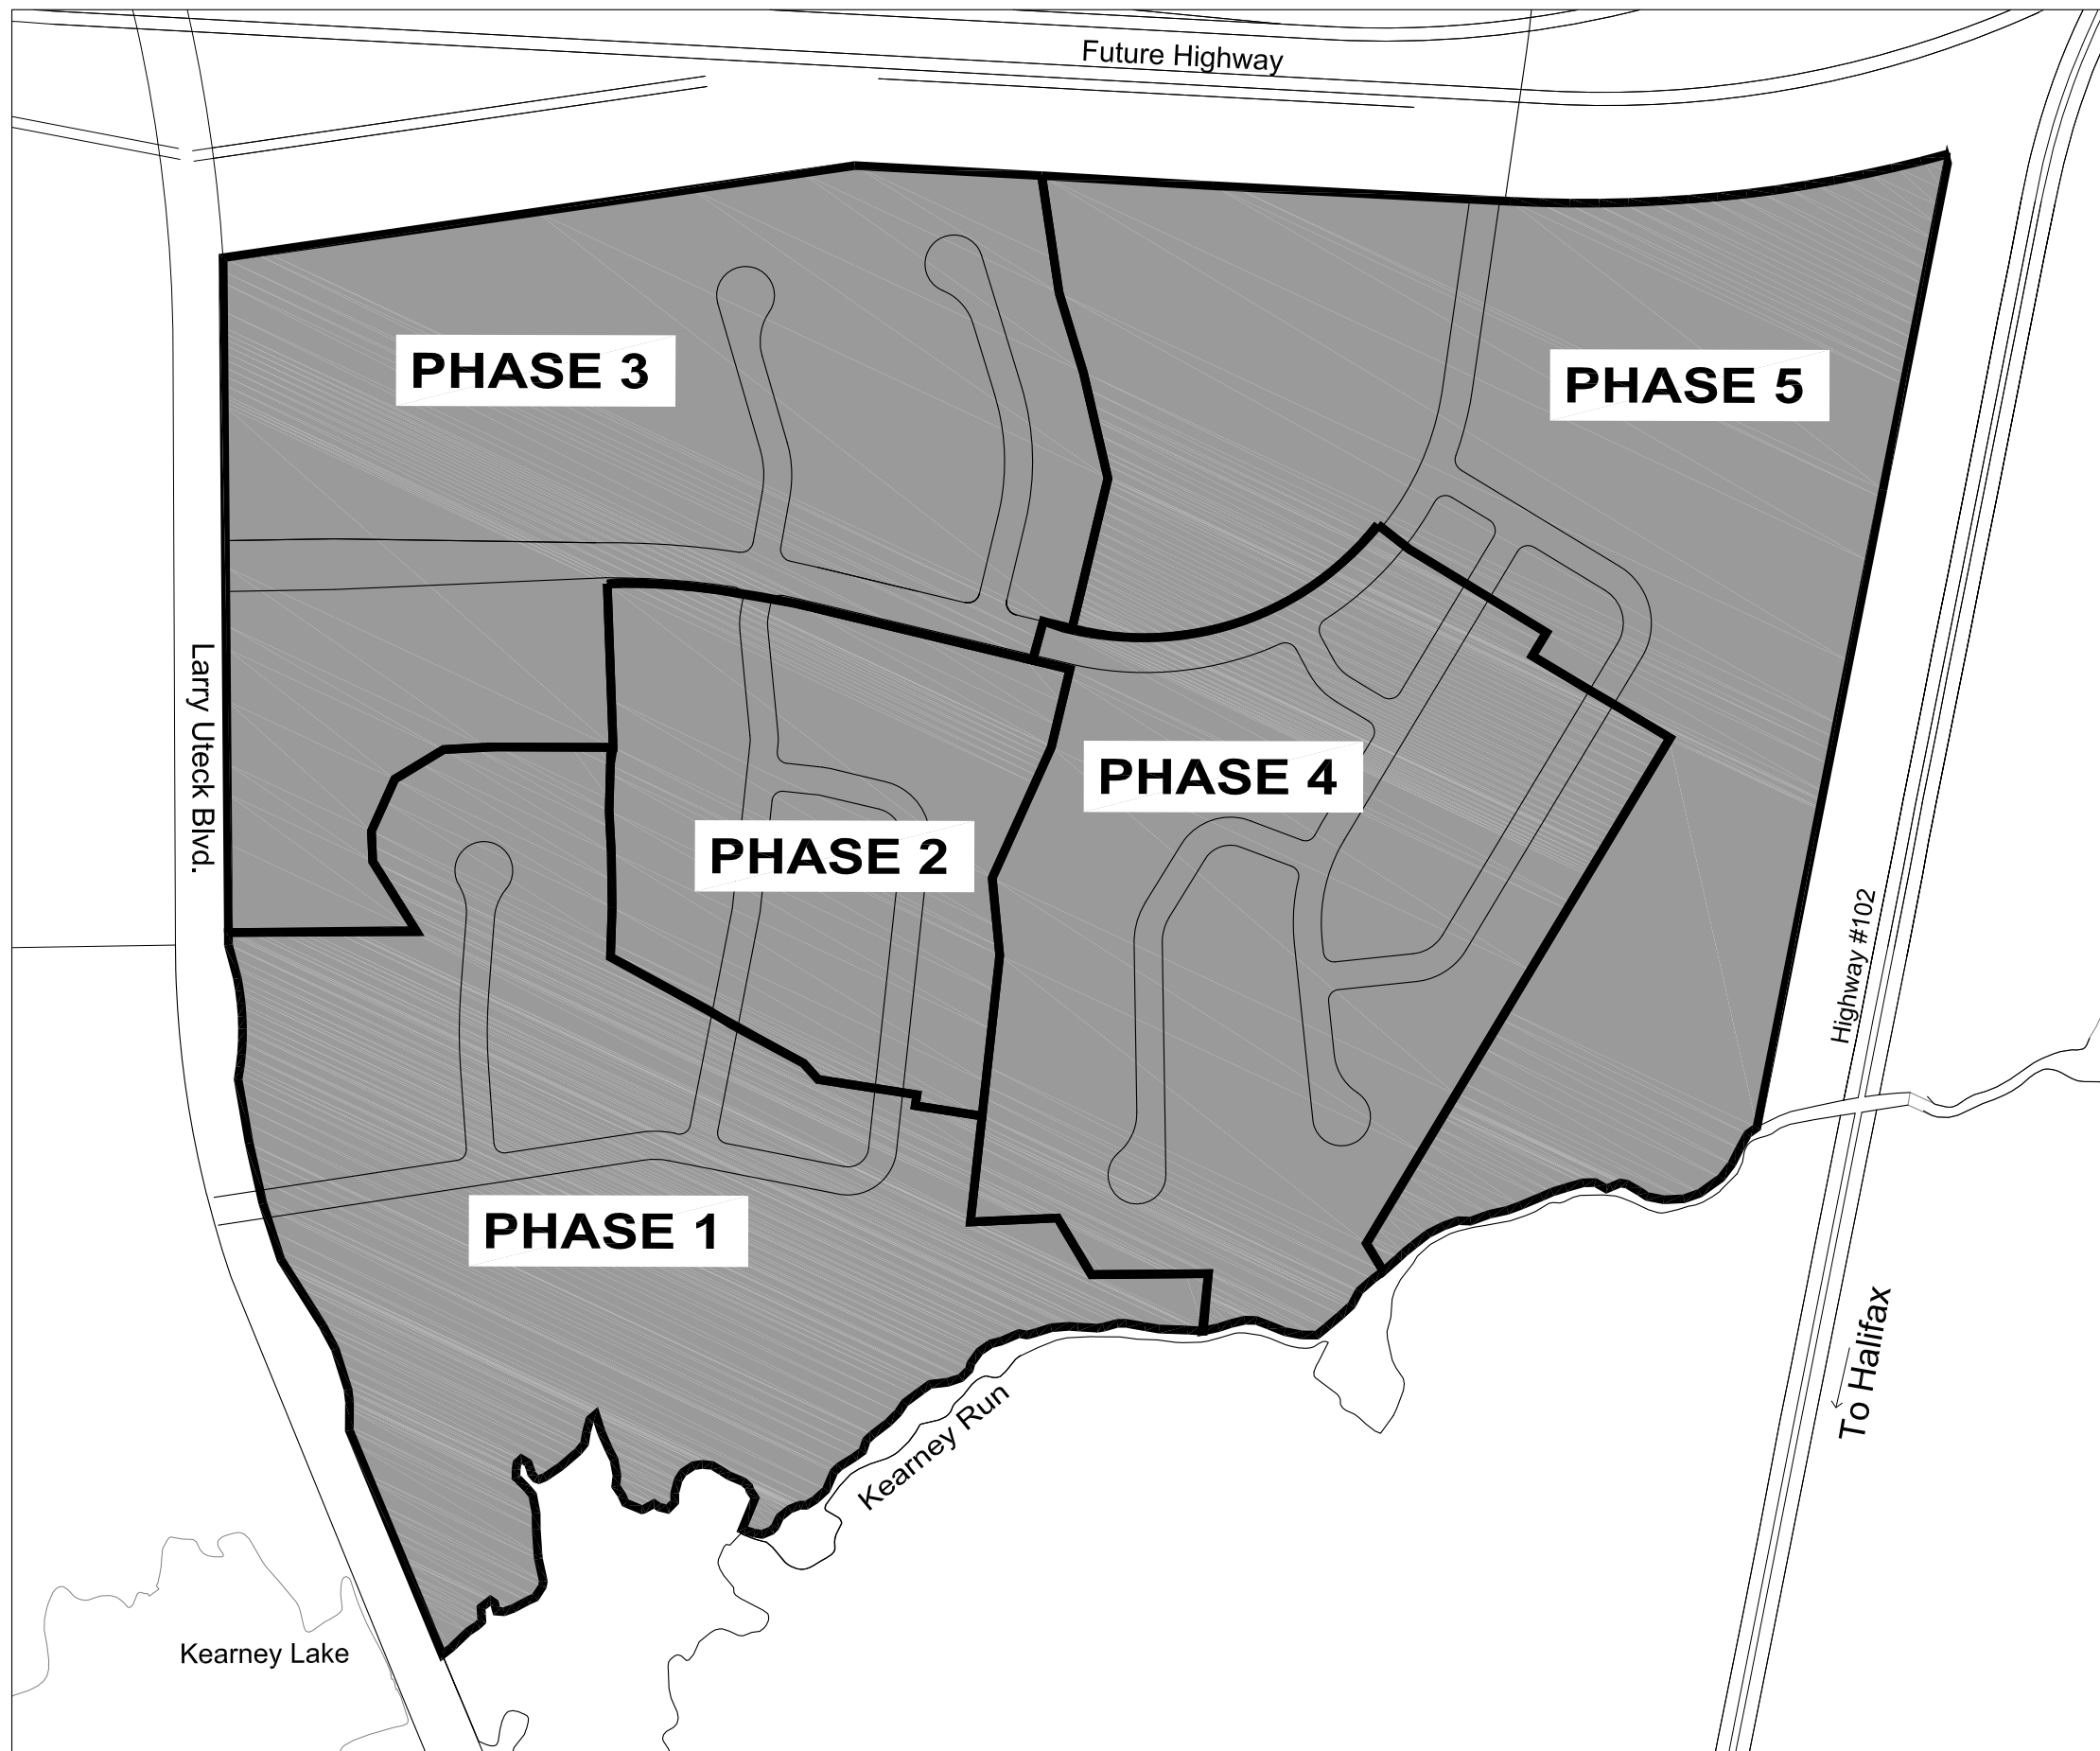 Future Highway
PHASE 3
PHASE 5
Larry Uteck Blvd.
PHASE 4
PHASE 2
Highway #102
PHASE 1
To Halifax
Kearney Run
Kearney Lake